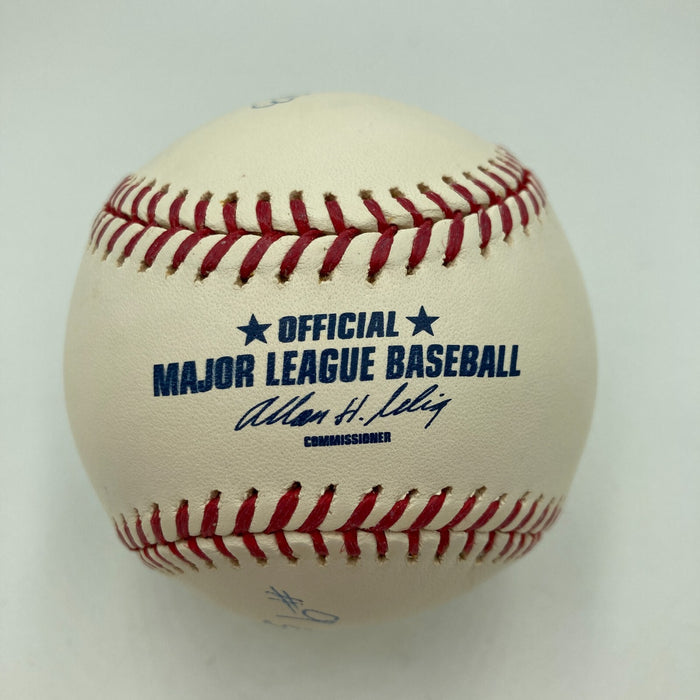 ★ OFFICIAL ★
MAJOR LEAGUE BASEBALL
Allan H. Selig
COMMISSIONER
#